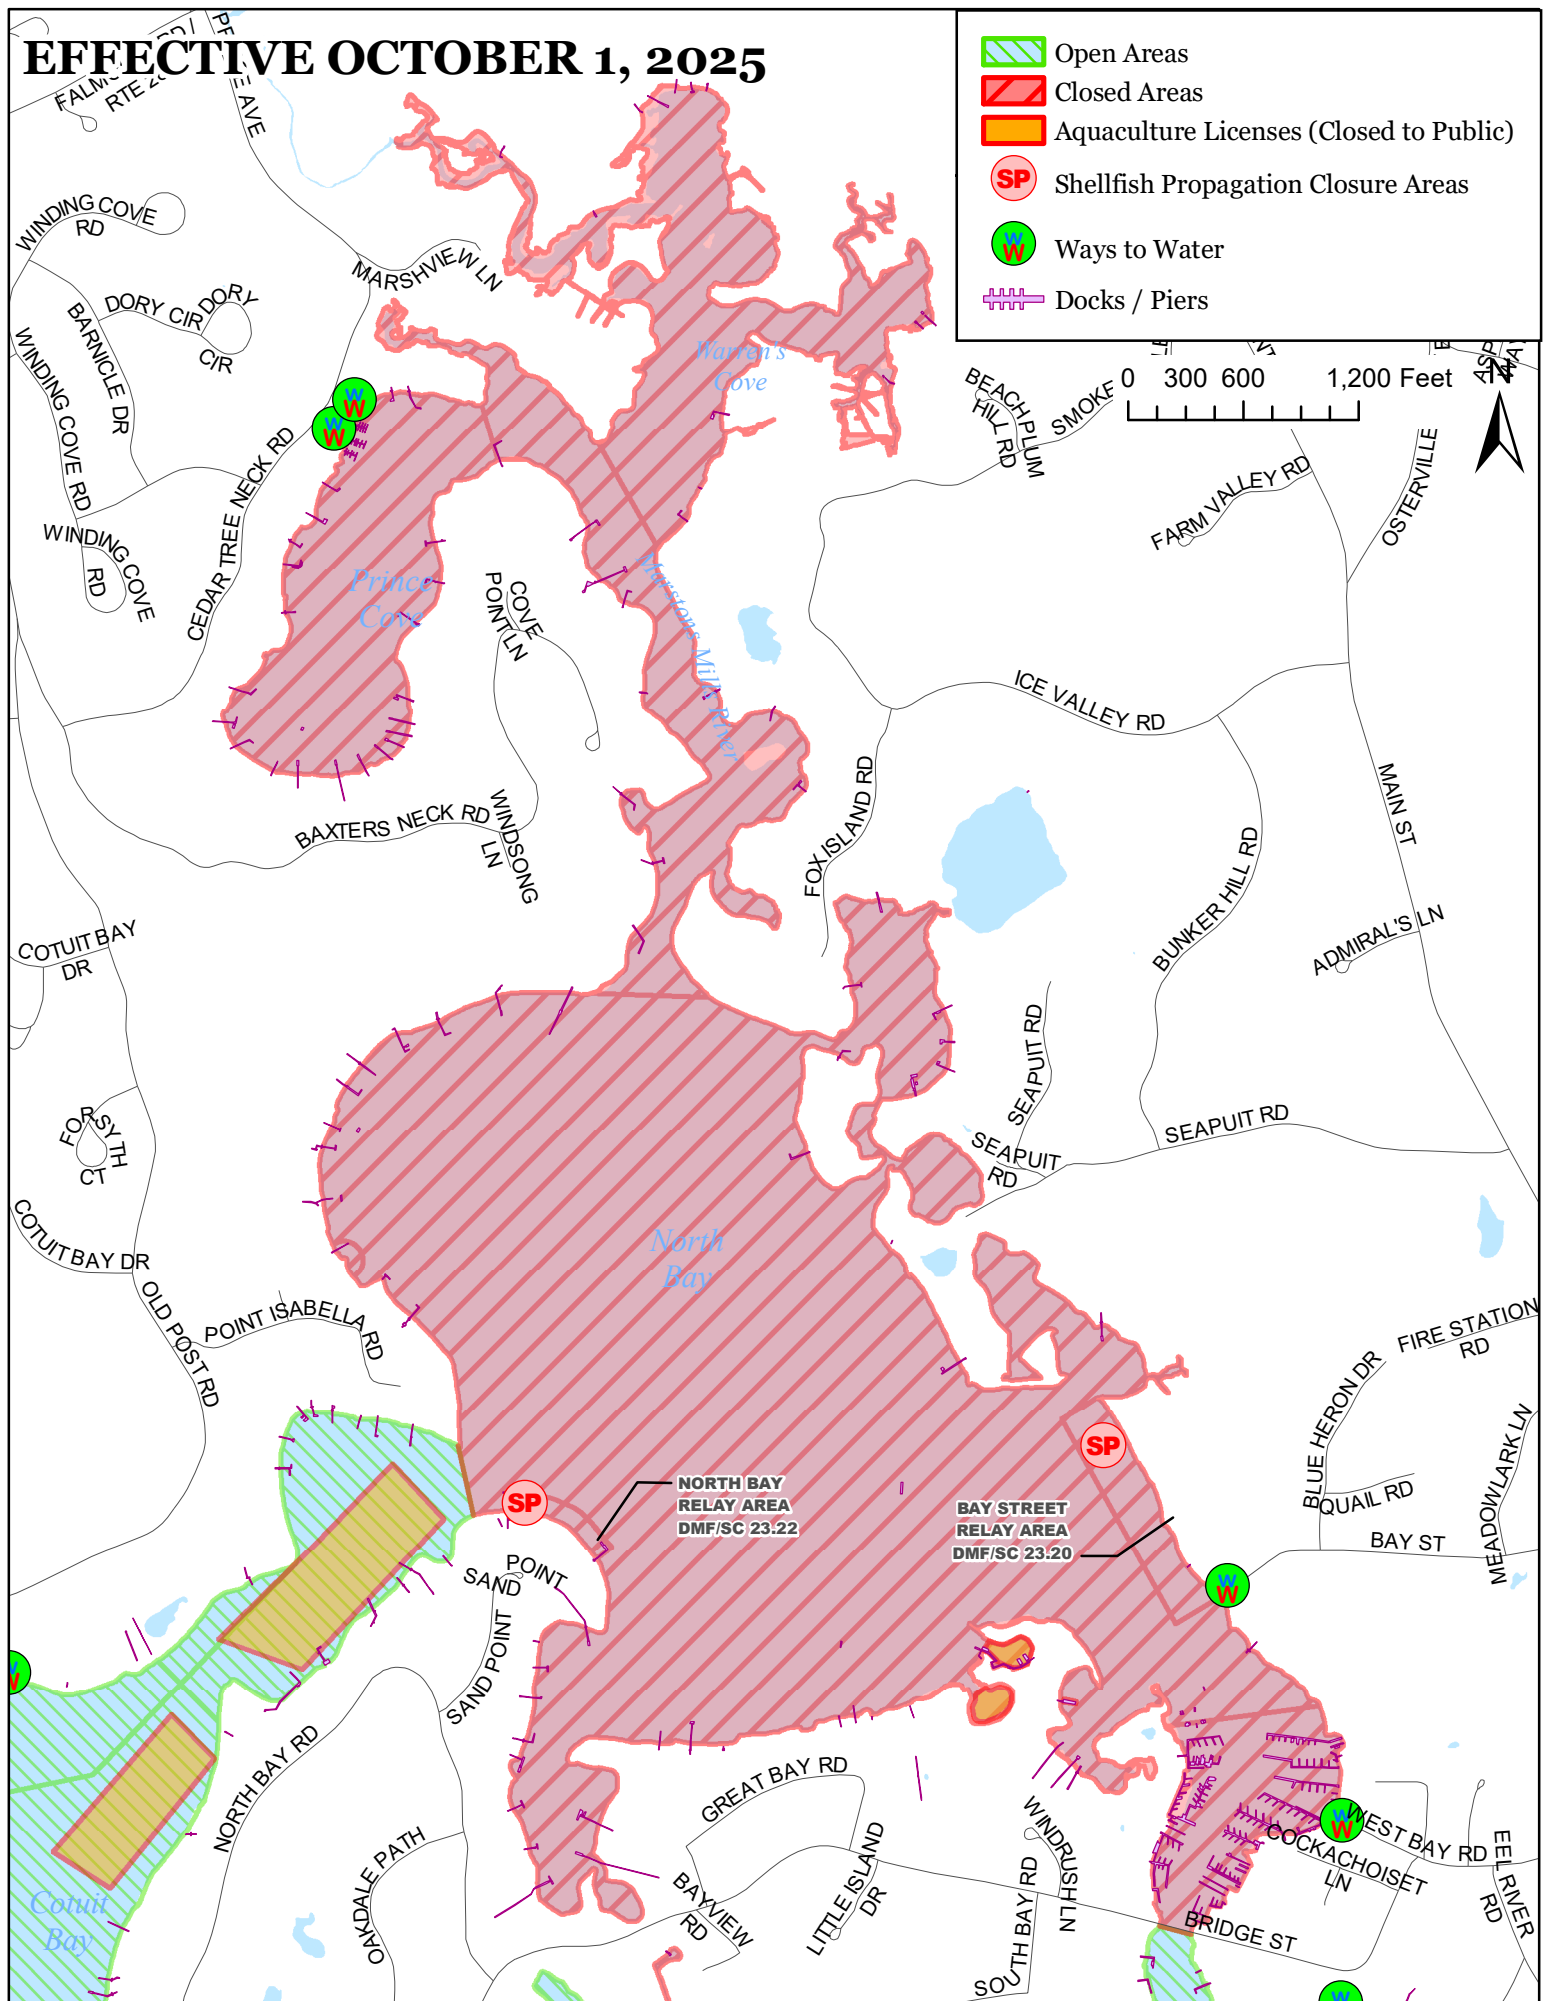 EFFECTIVE OCTOBER 1, 2025
Open Areas
Closed Areas
Aquaculture Licenses (Closed to Public)
SP
Shellfish Propagation Closure Areas
W
W
Ways to Water
Docks / Piers
0 300 600 1,200 Feet
N
RTE
AVE
WINDING COVE
RD
MARSHVIEW LN
DORY CIR
DORY
CIR
BARNICLE DR
WINDING COVE RD
WINDING COVE
RD
CEDAR TREE NECK RD
W
W
W
W
Warren's
Cove
BEACHPLUM
HILL RD
SMOKE
FARM VALLEY RD
OSTERVILLE
Prince
Cove
COVE
POINT LN
Marstons Mills River
ICE VALLEY RD
MAIN ST
FOX ISLAND RD
BAXTERS NECK RD
WINDSONG
LN
BUNKER HILL RD
ADMIRAL'S LN
COTUIT BAY
DR
SEAPUIT RD
SEAPUIT
RD
SEAPUIT RD
FORSYTH
CT
COTUIT BAY DR
OLD POST RD
POINT ISABELLA RD
North
Bay
FIRE STATION
RD
BLUE HERON DR
MEADOWLARK LN
QUAIL RD
BAY ST
SP
SP
NORTH BAY
RELAY AREA
DMF/SC 23.22
BAY STREET
RELAY AREA
DMF/SC 23.20
W
W
SAND POINT
SAND POINT
W
W
NORTH BAY RD
GREAT BAY RD
OAKDALE PATH
BAYVIEW
RD
LITTLE ISLAND
DR
WINDRUSH LN
SOUTH BAY RD
W
W
WEST BAY RD
COCKACHOISET
LN
EEL RIVER
RD
BRIDGE ST
Cotuit
Bay
W